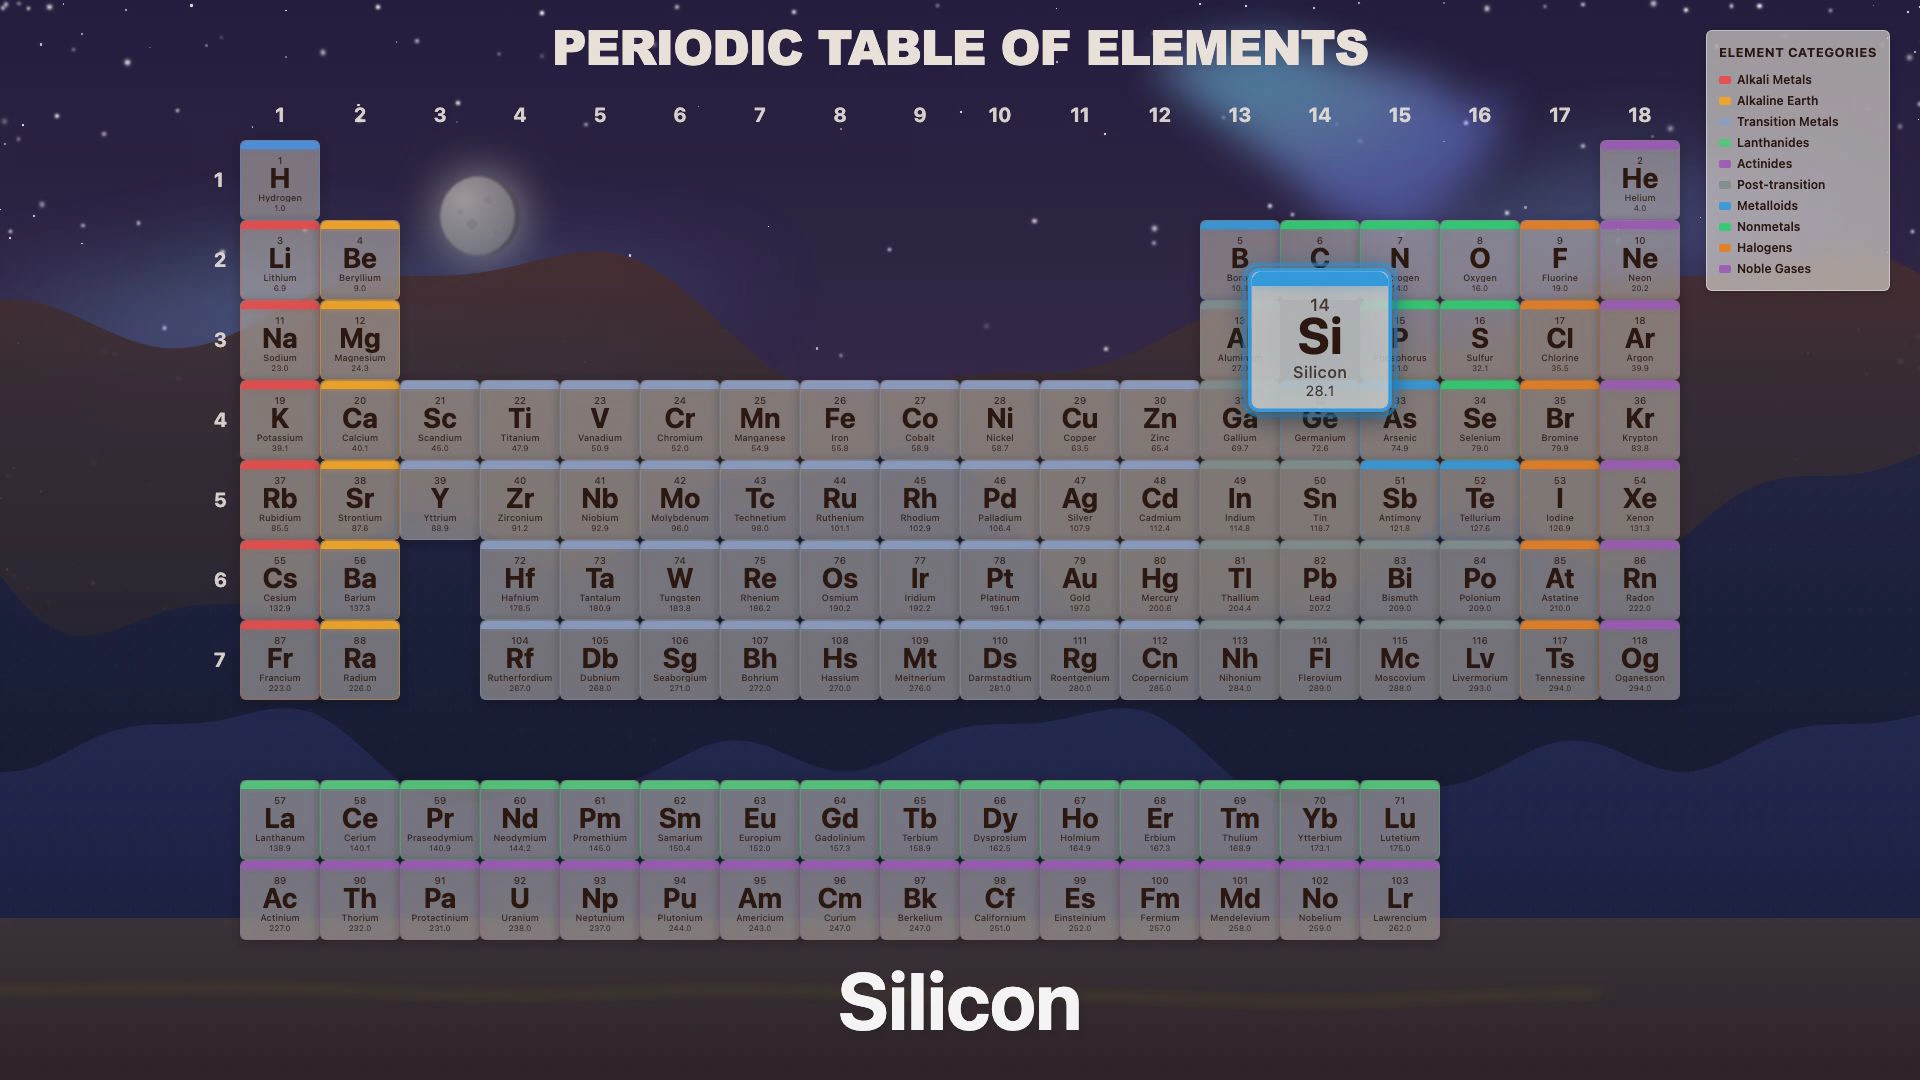 PERIODIC TABLE OF ELEMENTS
ELEMENT CATEGORIES
Alkali Metals
Alkaline Earth
Transition Metals
Lanthanides
Actinides
Post-transition
Metalloids
Nonmetals
Halogens
Noble Gases
1 2 3 4 5 6 7 8 9 10 11 12 13 14 15 16 17 18
1
1 2
H He
Hydrogen Helium
1.0 4.0
2
3 4 5 6 7 8 9 10
Li Be B C N O F Ne
Lithium Beryllium Oxygen Fluorine Neon
6.9 9.0 16.0 19.0 20.2
3
11 12 14 16 17 18
Na Mg Si P S Cl Ar
Sodium Magnesium Silicon Sulfur Chlorine Argon
23.0 24.3 28.1 32.1 35.5 39.9
4
19 20 21 22 23 24 25 26 27 28 29 30 34 35 36
K Ca Sc Ti V Cr Mn Fe Co Ni Cu Zn Ga Ge As Se Br Kr
Potassium Calcium Scandium Titanium Vanadium Chromium Manganese Iron Cobalt Nickel Copper Zinc Gallium Germanium Arsenic Selenium Bromine Krypton
39.1 40.1 45.0 47.9 50.9 52.0 54.9 55.8 58.9 58.7 63.5 65.4 69.7 72.6 74.9 79.0 79.9 83.8
5
37 38 39 40 41 42 43 44 45 46 47 48 49 50 51 52 53 54
Rb Sr Y Zr Nb Mo Tc Ru Rh Pd Ag Cd In Sn Sb Te I Xe
Rubidium Strontium Yttrium Zirconium Niobium Molybdenum Technetium Ruthenium Rhodium Palladium Silver Cadmium Indium Tin Antimony Tellurium Iodine Xenon
85.5 87.6 88.9 91.2 92.9 96.0 98.0 101.1 102.9 106.4 107.9 112.4 114.8 118.7 121.8 127.6 126.9 131.3
6
55 56 72 73 74 75 76 77 78 79 80 81 82 83 84 85 86
Cs Ba Hf Ta W Re Os Ir Pt Au Hg Tl Pb Bi Po At Rn
Cesium Barium Hafnium Tantalum Tungsten Rhenium Osmium Iridium Platinum Gold Mercury Thallium Lead Bismuth Polonium Astatine Radon
132.9 137.3 178.5 180.9 183.8 186.2 190.2 192.2 195.1 197.0 200.6 204.4 207.2 209.0 209.0 210.0 222.0
7
87 88 104 105 106 107 108 109 110 111 112 113 114 115 116 117 118
Fr Ra Rf Db Sg Bh Hs Mt Ds Rg Cn Nh Fl Mc Lv Ts Og
Francium Radium Rutherfordium Dubnium Seaborgium Bohrium Hassium Meitnerium Darmstadtium Roentgenium Copernicium Nihonium Flerovium Moscovium Livermorium Tennessine Oganesson
223.0 226.0 267.0 268.0 271.0 272.0 270.0 276.0 281.0 280.0 285.0 284.0 289.0 288.0 293.0 294.0 294.0
57 58 59 60 61 62 63 64 65 66 67 68 69 70 71
La Ce Pr Nd Pm Sm Eu Gd Tb Dy Ho Er Tm Yb Lu
Lanthanum Cerium Praseodymium Neodymium Promethium Samarium Europium Gadolinium Terbium Dysprosium Holmium Erbium Thulium Ytterbium Lutetium
138.9 140.1 140.9 144.2 145.0 150.4 152.0 157.3 158.9 162.5 164.9 167.3 168.9 173.1 175.0
89 90 91 92 93 94 95 96 97 98 99 100 101 102 103
Ac Th Pa U Np Pu Am Cm Bk Cf Es Fm Md No Lr
Actinium Thorium Protactinium Uranium Neptunium Plutonium Americium Curium Berkelium Californium Einsteinium Fermium Mendelevium Nobelium Lawrencium
227.0 232.0 231.0 238.0 237.0 244.0 243.0 247.0 247.0 251.0 252.0 257.0 258.0 259.0 262.0
Silicon